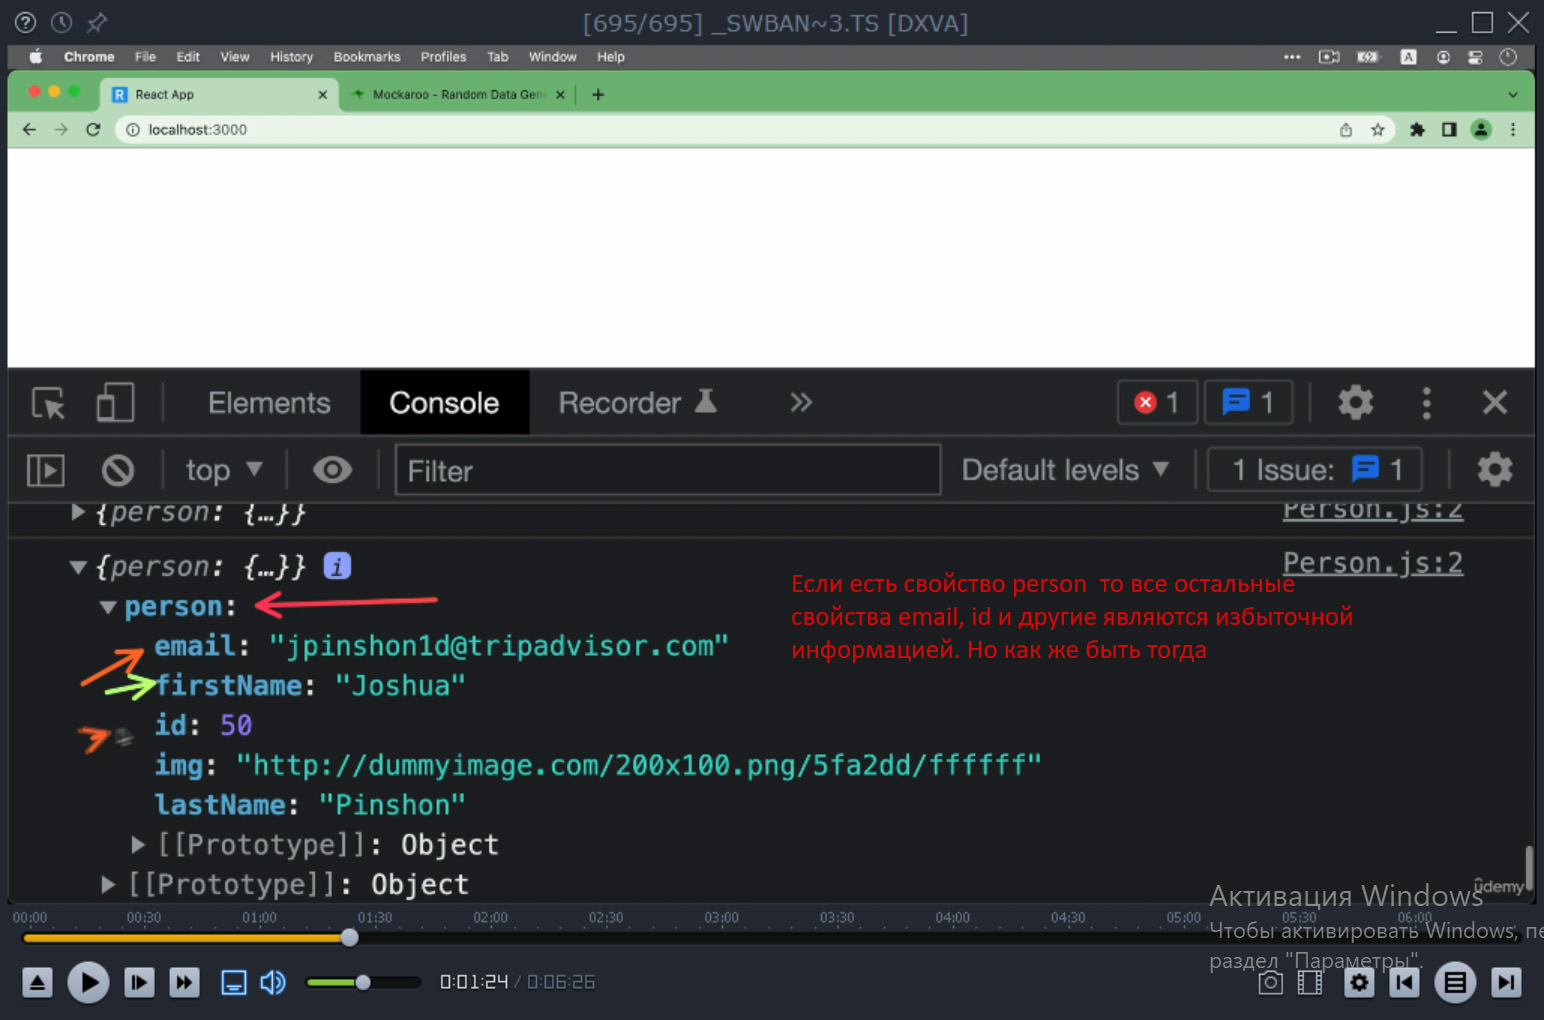 [695/695] _SWBAN~3.TS [DXVA]
Chrome File Edit View History Bookmarks Profiles Tab Window Help
React App Mockaroo - Random Data Gen
localhost:3000
Elements Console Recorder 1 1
top Filter Default levels 1 Issue: 1
{person: {…}} Person.js:2
{person: {…}} i Person.js:2
person:
email: "jpinshon1d@tripadvisor.com"
firstName: "Joshua"
id: 50
img: "http://dummyimage.com/200x100.png/5fa2dd/ffffff"
lastName: "Pinshon"
[[Prototype]]: Object
[[Prototype]]: Object
Если есть свойство person то все остальные
свойства email, id и другие являются избыточной
информацией. Но как же быть тогда
ûdemy
Активация Windows
Чтобы активировать Windows, пе
раздел "Параметры".
00:00 00:30 01:00 01:30 02:00 02:30 03:00 03:30 04:00 04:30 05:00 05:30 06:00
0:01:24 / 0:06:26